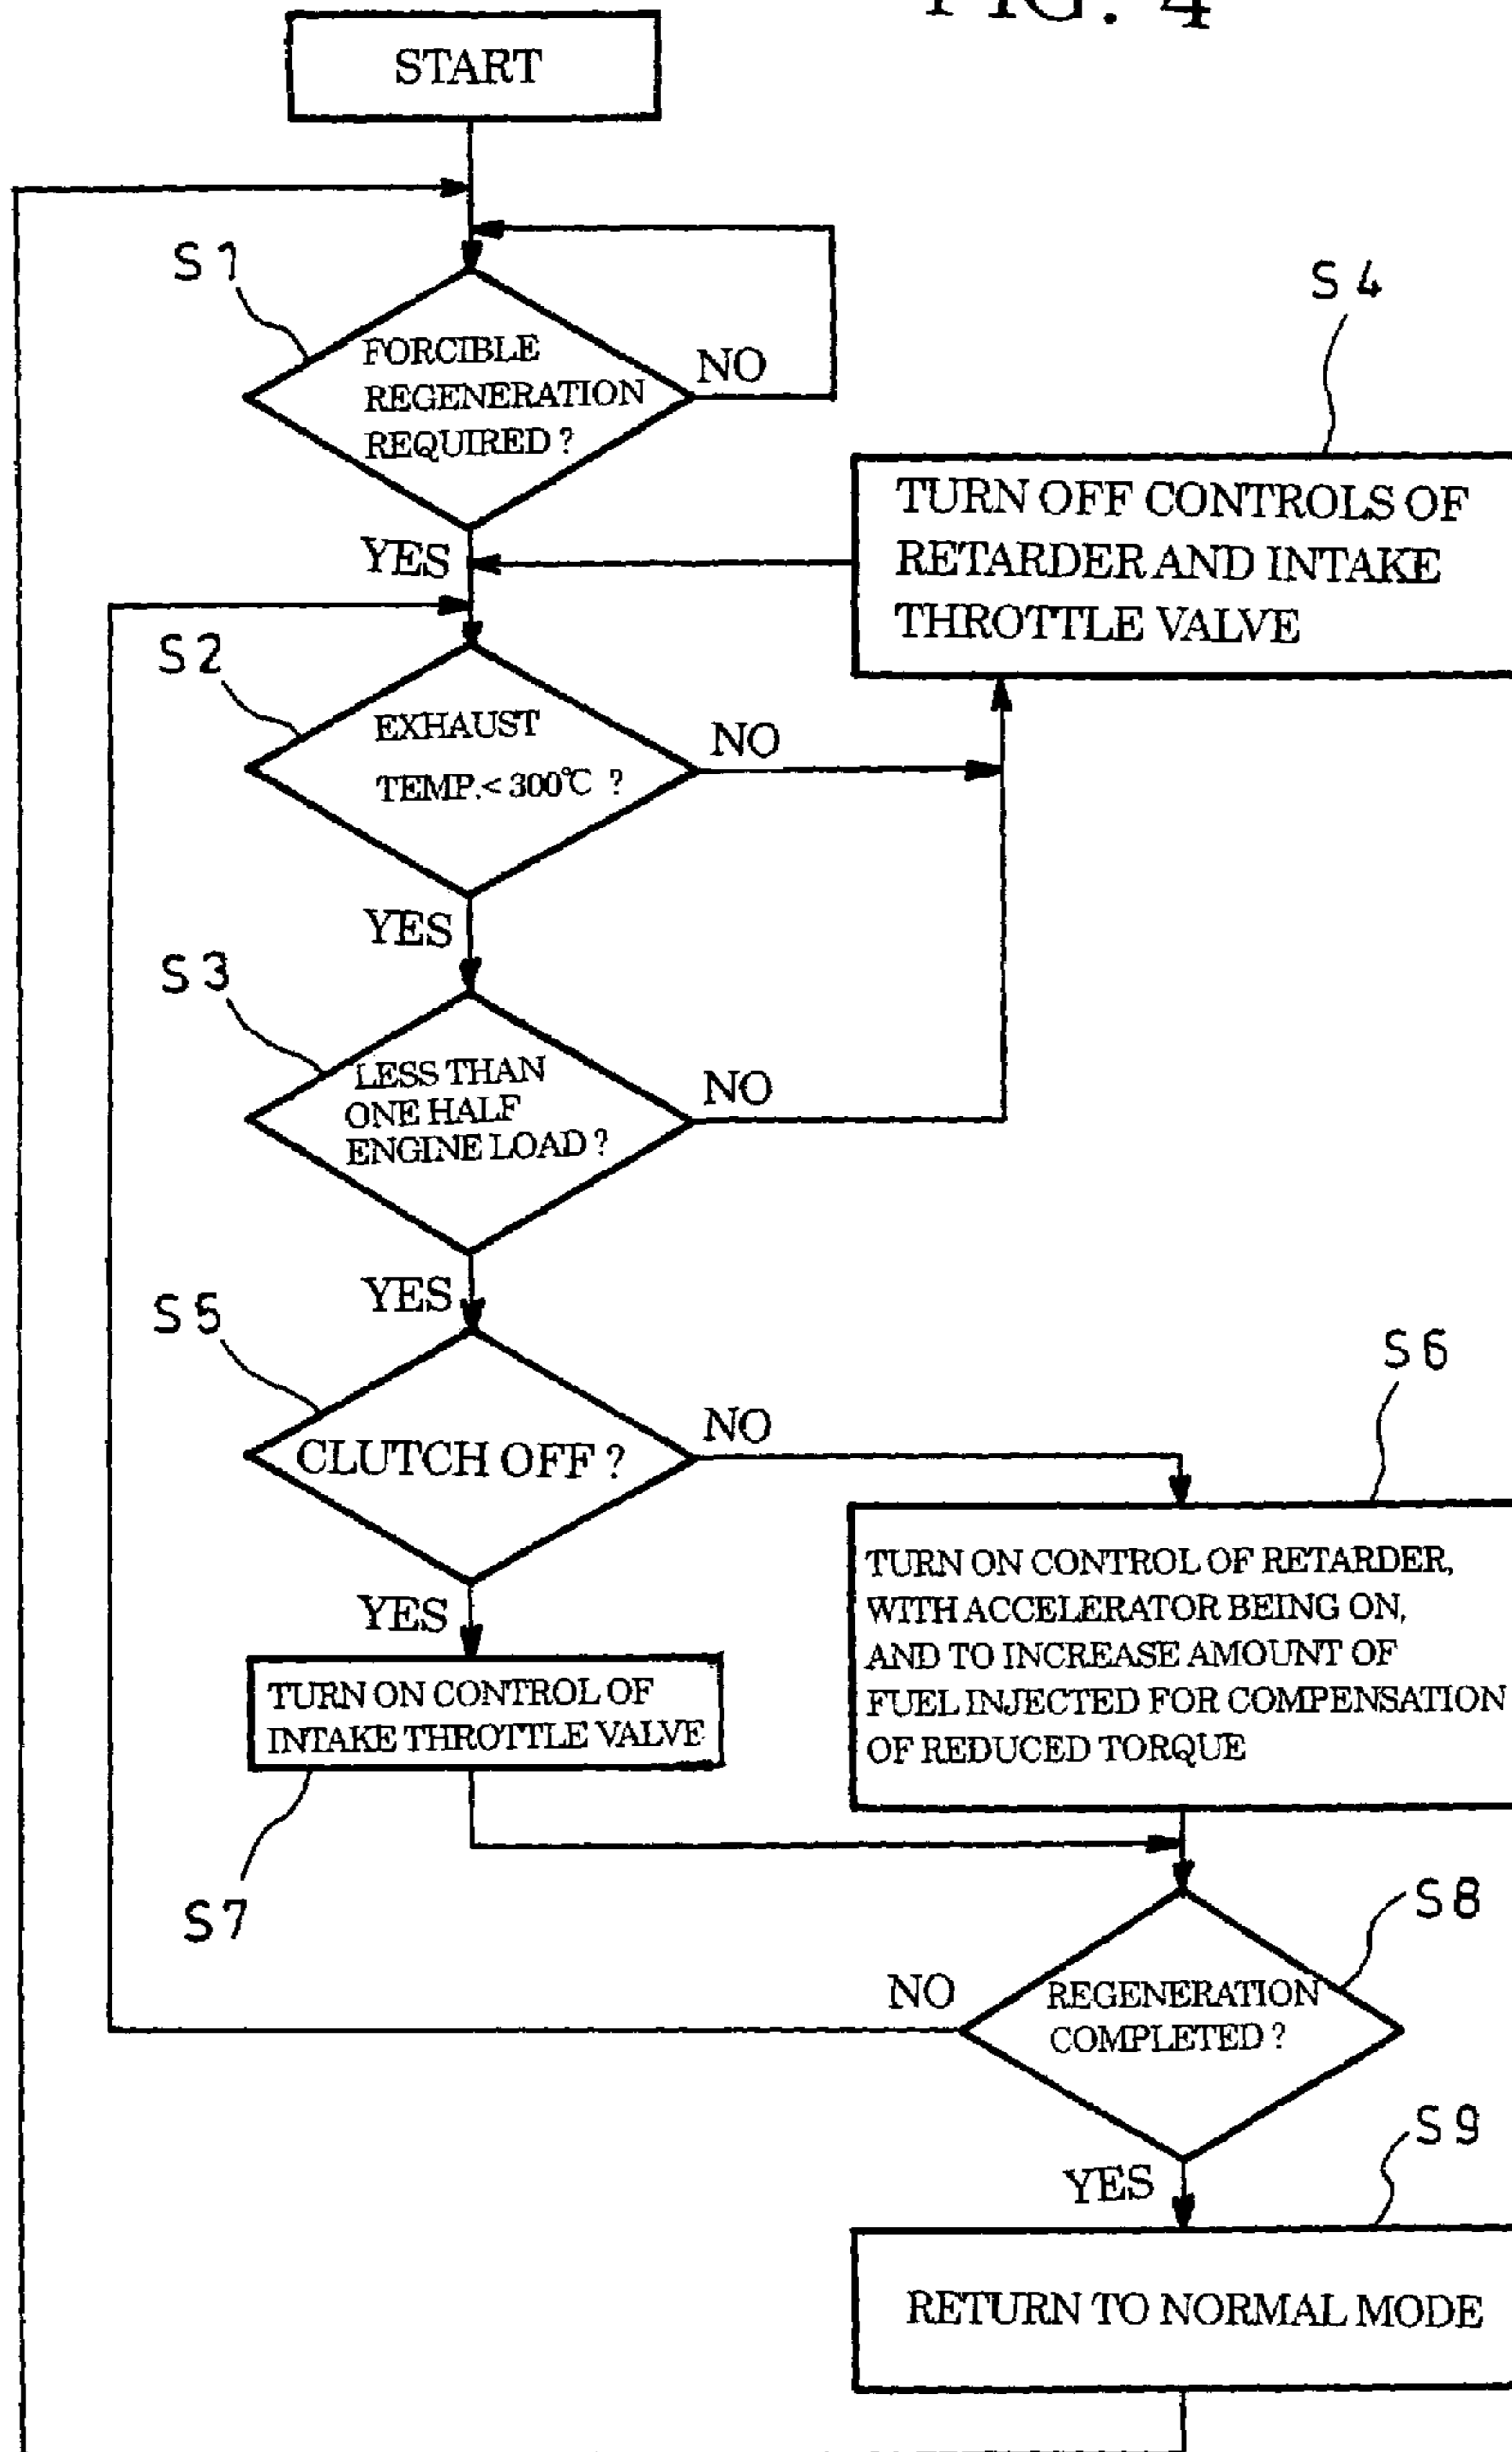 FIG. 4
START
S1
FORCIBLE
REGENERATION
REQUIRED ?
NO
YES
S4
TURN OFF CONTROLS OF
RETARDER AND INTAKE
THROTTLE VALVE
S2
EXHAUST
TEMP.< 300℃ ?
NO
YES
S3
LESS THAN
ONE HALF
ENGINE LOAD ?
NO
YES
S5
CLUTCH OFF ?
NO
YES
S6
TURN ON CONTROL OF RETARDER,
WITH ACCELERATOR BEING ON,
AND TO INCREASE AMOUNT OF
FUEL INJECTED FOR COMPENSATION
OF REDUCED TORQUE
TURN ON CONTROL OF
INTAKE THROTTLE VALVE
S7
S8
REGENERATION
COMPLETED ?
NO
YES
S9
RETURN TO NORMAL MODE